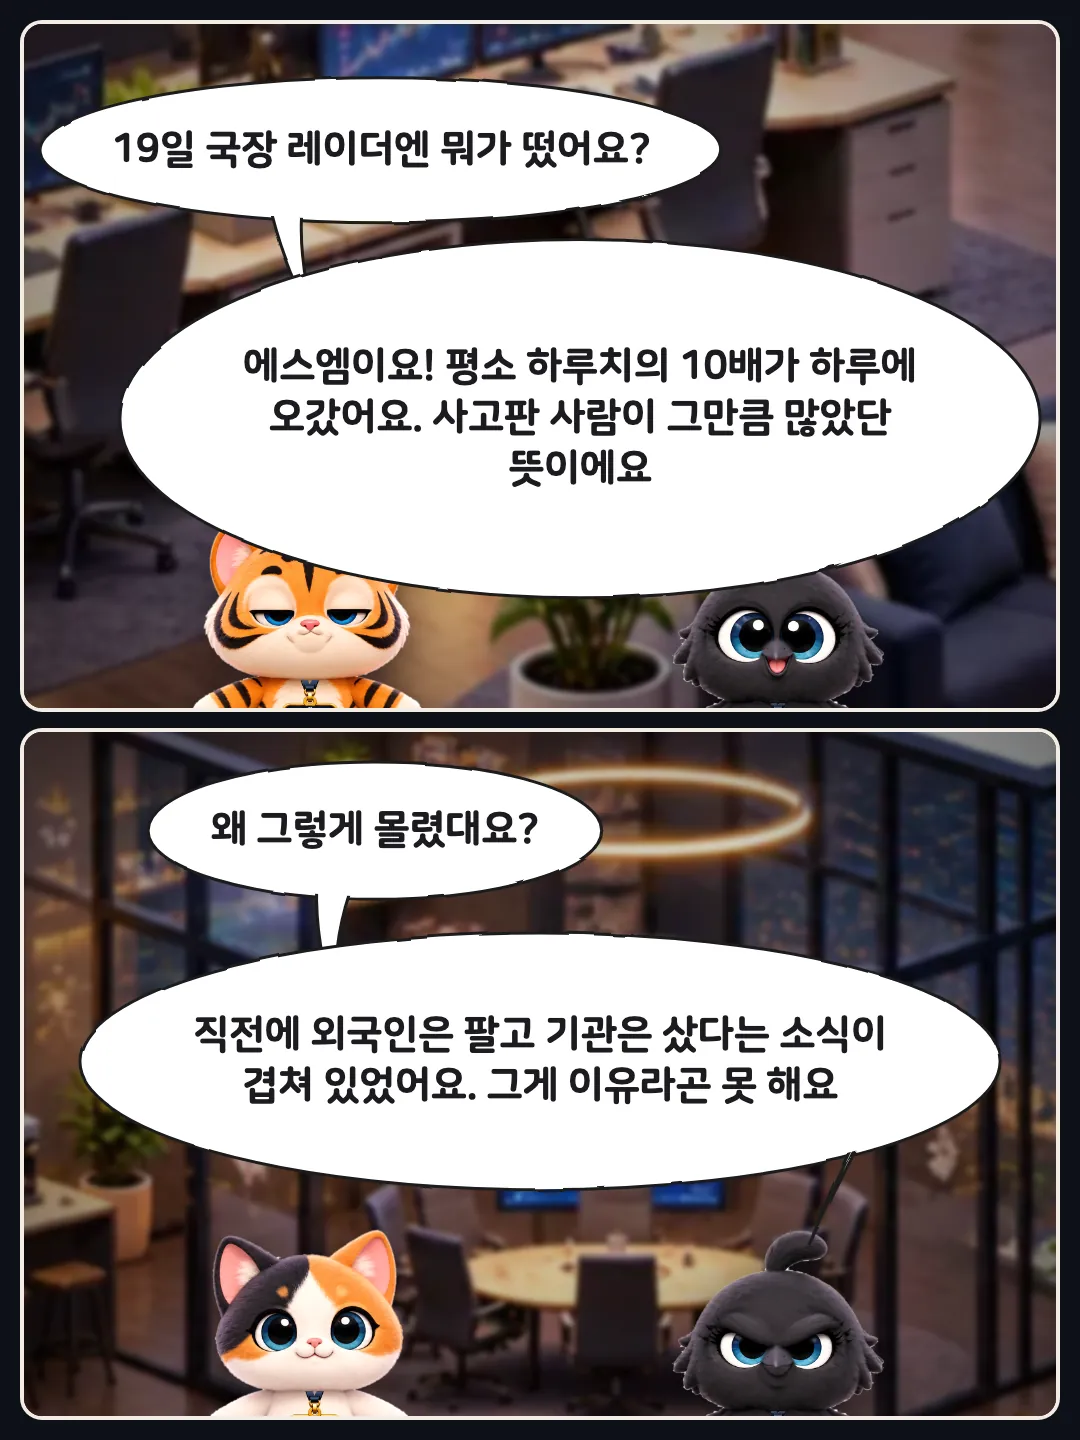 19일 국장 레이더엔 뭐가 떴어요?
에스엠이요! 평소 하루치의 10배가 하루에
오갔어요. 사고판 사람이 그만큼 많았단
뜻이에요
왜 그렇게 몰렸대요?
직전에 외국인은 팔고 기관은 샀다는 소식이
겹쳐 있었어요. 그게 이유라곤 못 해요